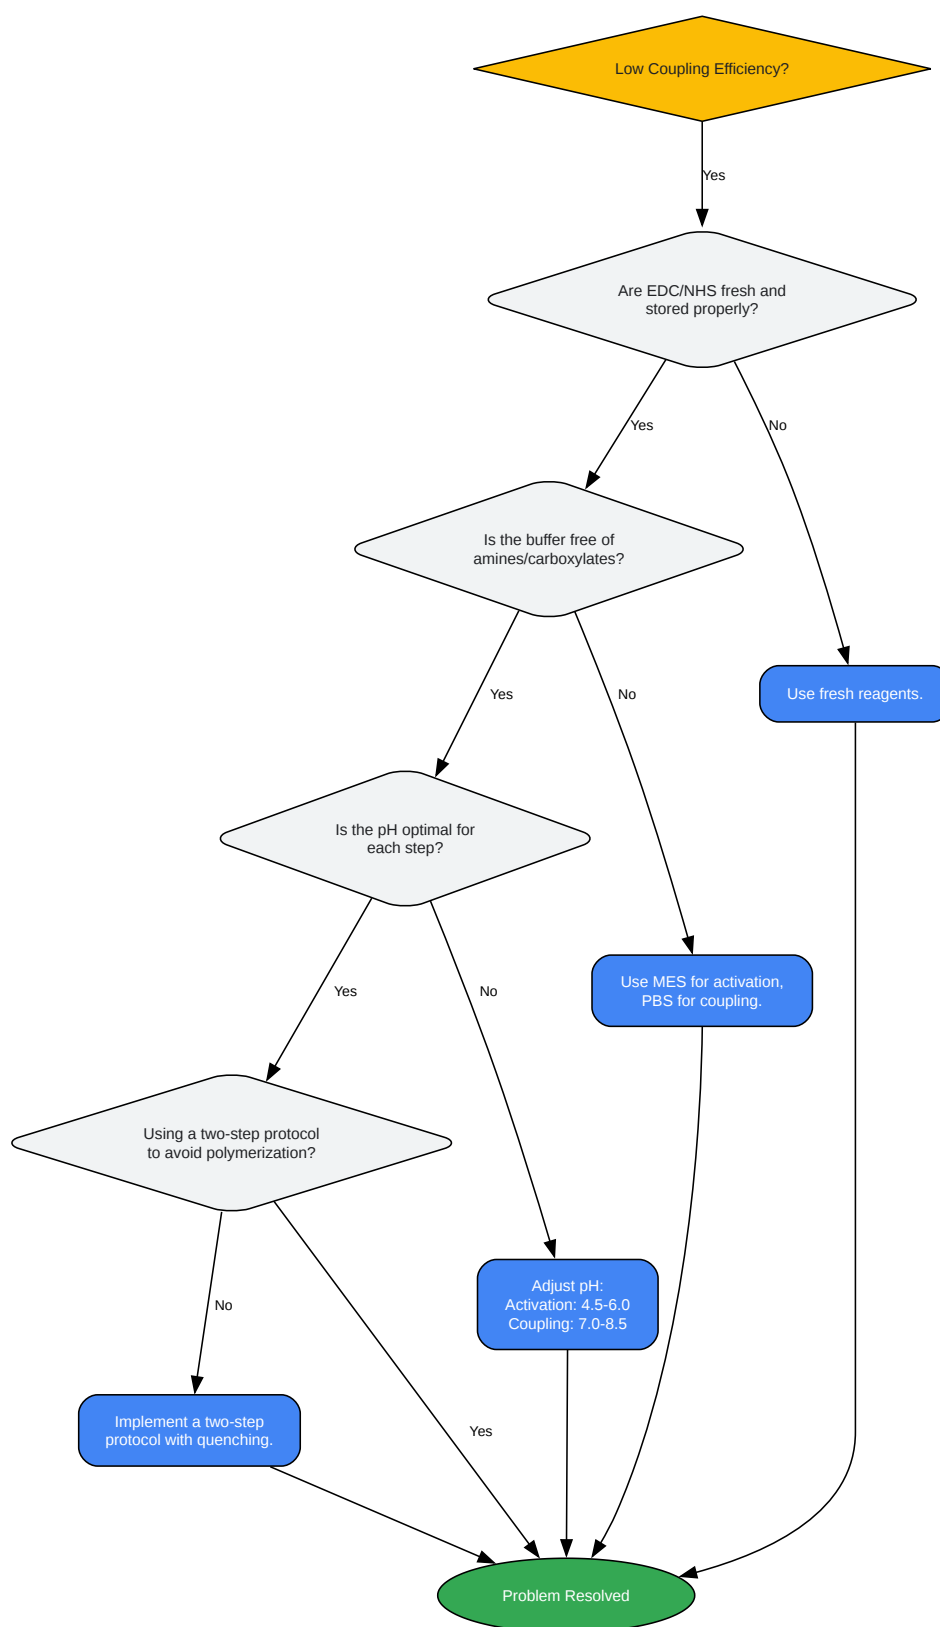 Low Coupling Efficiency?
Yes
Are EDC/NHS fresh and
stored properly?
Yes
No
Is the buffer free of
amines/carboxylates?
Yes
No
Use fresh reagents.
Is the pH optimal for
each step?
Yes
No
Use MES for activation,
PBS for coupling.
Using a two-step protocol
to avoid polymerization?
No
Yes
Adjust pH:
Activation: 4.5-6.0
Coupling: 7.0-8.5
Implement a two-step
protocol with quenching.
Problem Resolved